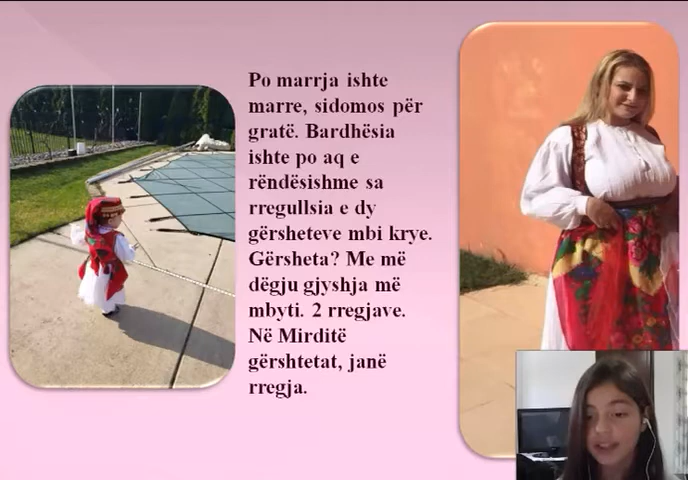 Po marrja ishte
marre, sidomos për
gratë. Bardhësia
ishte po aq e
rëndësishme sa
rregullsia e dy
gërsheteve mbi krye.
Gërsheta? Me më
dëgju gjyshja më
mbyti. 2 rregjave.
Në Mirditë
gërshtetat, janë
rregja.